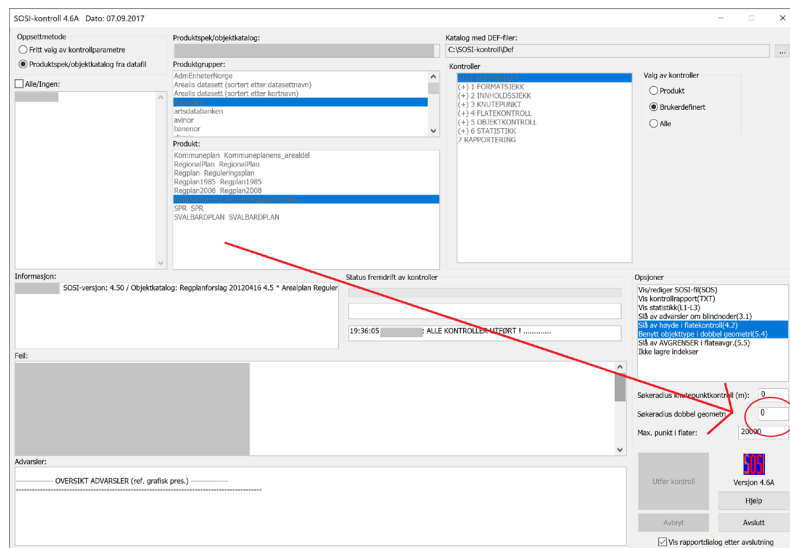 SOSI-kontroll 4.6A Dato: 07.09.2017
Oppsettmetode
Fritt valg av kontrollparametre
Produktspek/objektkatalog fra datafil
Alle/Ingen:
Produktspek/objektkatalog:
Produktgrupper:
AdmEnheterNorge
Arealis datasett (sortert etter datasettnavn)
Arealis datasett (sortert etter kortnavn)
artsdatabanken
avinor
banenor
Produkt:
Kommuneplan Kommuneplanens_arealdel
RegionalPlan RegionalPlan
Regplan Reguleringsplan
Regplan1985 Regplan1985
Regplan2008 Regplan2008
SPR SPR
SVALBARDPLAN SVALBARDPLAN
Katalog med DEF-filer:
C:\SOSI-kontroll\Def
...
Kontroller
(+) 1 FORMATSJEKK
(+) 2 INNHOLDSSJEKK
(+) 3 KNUTEPUNKT
(+) 4 FLATEKONTROLL
(+) 5 OBJEKTKONTROLL
(+) 6 STATISTIKK
7 RAPPORTERING
Valg av kontroller
Produkt
Brukerdefinert
Alle
Informasjon:
SOSI-versjon: 4.50 / Objektkatalog: Regplanforslag 20120416 4.5 * Arealplan Reguler
Status fremdrift av kontroller
19:36:05 : ALLE KONTROLLER UTFØRT ! .............
Opsjoner
Vis/rediger SOSI-fil(SOS)
Vis kontrollrapport(TXT)
Vis statistikk(L1-L3)
Slå av advarsler om blindnoder(3.1)
Slå av høyde i flatekontroll(4.2)
Benytt objekttype i dobbel geometri(5.4)
Slå av AVGRENSER i flateavgr.(5.5)
Ikke lagre indekser
Feil:
Søkeradius knutepunktkontroll (m): 0
Søkeradius dobbel geometri: 0
Max. punkt i flater: 20000
Advarsler:
-------------- OVERSIKT ADVARSLER (ref. grafisk pres.) --------------
Utfør kontroll
SOSI
Versjon 4.6A
Hjelp
Avbryt
Avslutt
Vis rapportdialog etter avslutning